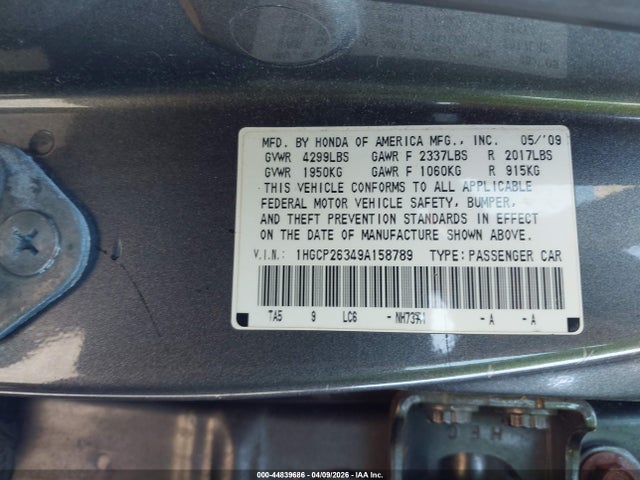 MFD. BY HONDA OF AMERICA MFG., INC. 05/'09
GVWR 4299LBS GAWR F 2337LBS R 2017LBS
GVWR 1950KG GAWR F 1060KG R 915KG
THIS VEHICLE CONFORMS TO ALL APPLICABLE
FEDERAL MOTOR VEHICLE SAFETY, BUMPER,
AND THEFT PREVENTION STANDARDS IN EFFECT
ON THE DATE OF MANUFACTURE SHOWN ABOVE.
V.I.N.: 1HGCP26349A158789 TYPE: PASSENGER CAR
TA5 9 LC6 - -A -A
000-44839686 - 04/09/2026 - IAA Inc.